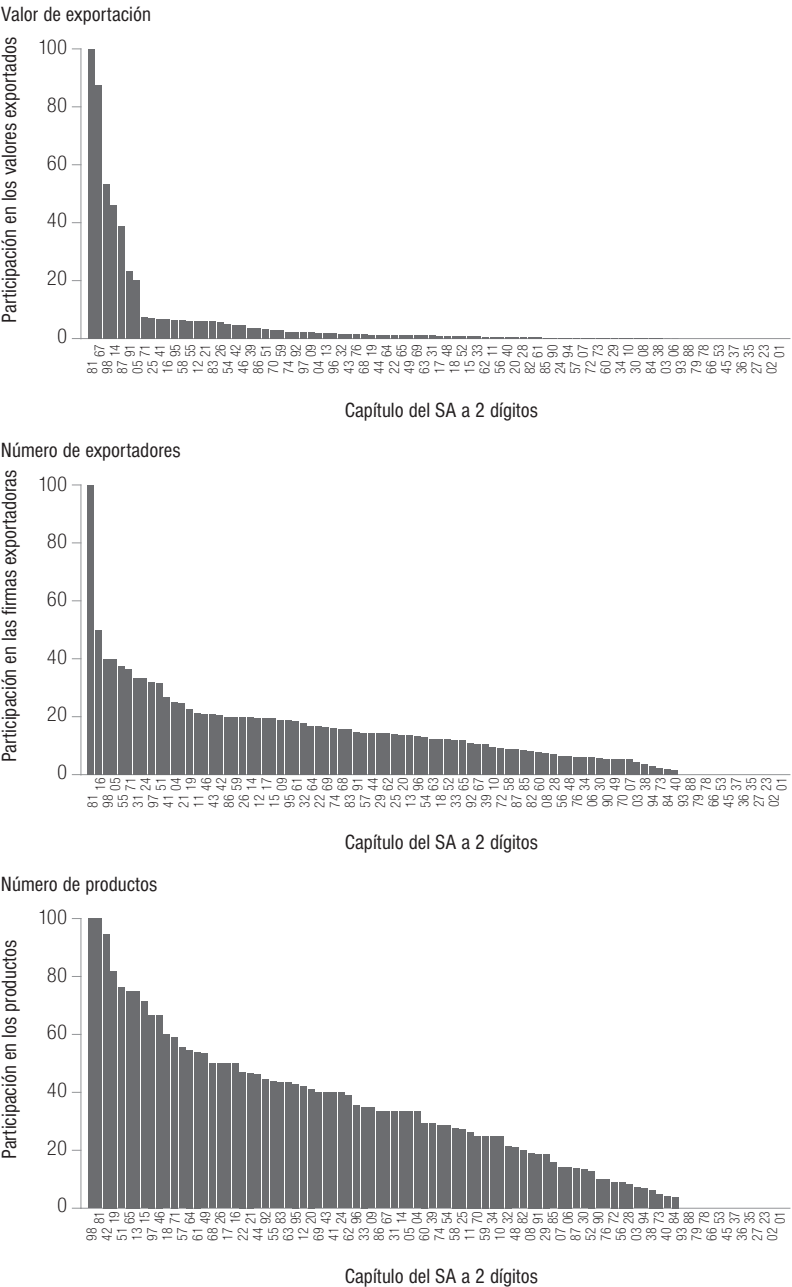 Valor de exportación
Participación en los valores exportados
100
80
60
40
20
0
81 67 98 14 87 91 05 71 25 41 16 95 58 55 12 21 83 26 54 42 46 39 86 51 70 59 74 92 97 09 04 13 96 32 43 76 68 19 44 64 22 65 49 69 63 31 17 48 18 52 15 33 62 11 56 40 20 28 82 61 85 90 24 94 57 07 72 73 60 29 34 10 30 08 84 38 03 06 93 88 79 78 66 53 45 37 36 35 27 23 02 01
Capítulo del SA a 2 dígitos
Número de exportadores
Participación en las firmas exportadoras
100
80
60
40
20
0
81 16 98 05 55 71 31 24 97 51 41 04 21 19 11 46 43 42 86 59 26 14 12 17 15 09 95 61 32 64 22 69 74 68 83 91 57 44 29 62 25 20 13 96 54 63 18 52 33 65 92 67 39 10 72 58 87 85 82 60 08 28 56 48 76 34 06 30 90 49 70 07 03 38 94 73 84 40 93 88 79 78 66 53 45 37 36 35 27 23 02 01
Capítulo del SA a 2 dígitos
Número de productos
Participación en los productos
100
80
60
40
20
0
98 81 42 19 51 65 13 15 97 46 18 71 57 64 61 49 68 26 17 16 22 21 44 92 55 83 63 95 12 20 69 43 41 24 62 96 33 09 86 67 31 14 05 04 60 39 74 54 58 25 11 70 59 34 10 32 48 82 08 91 29 85 07 06 87 30 52 90 76 72 56 28 03 94 38 73 40 84 93 88 79 78 66 53 45 37 36 35 27 23 02 01
Capítulo del SA a 2 dígitos